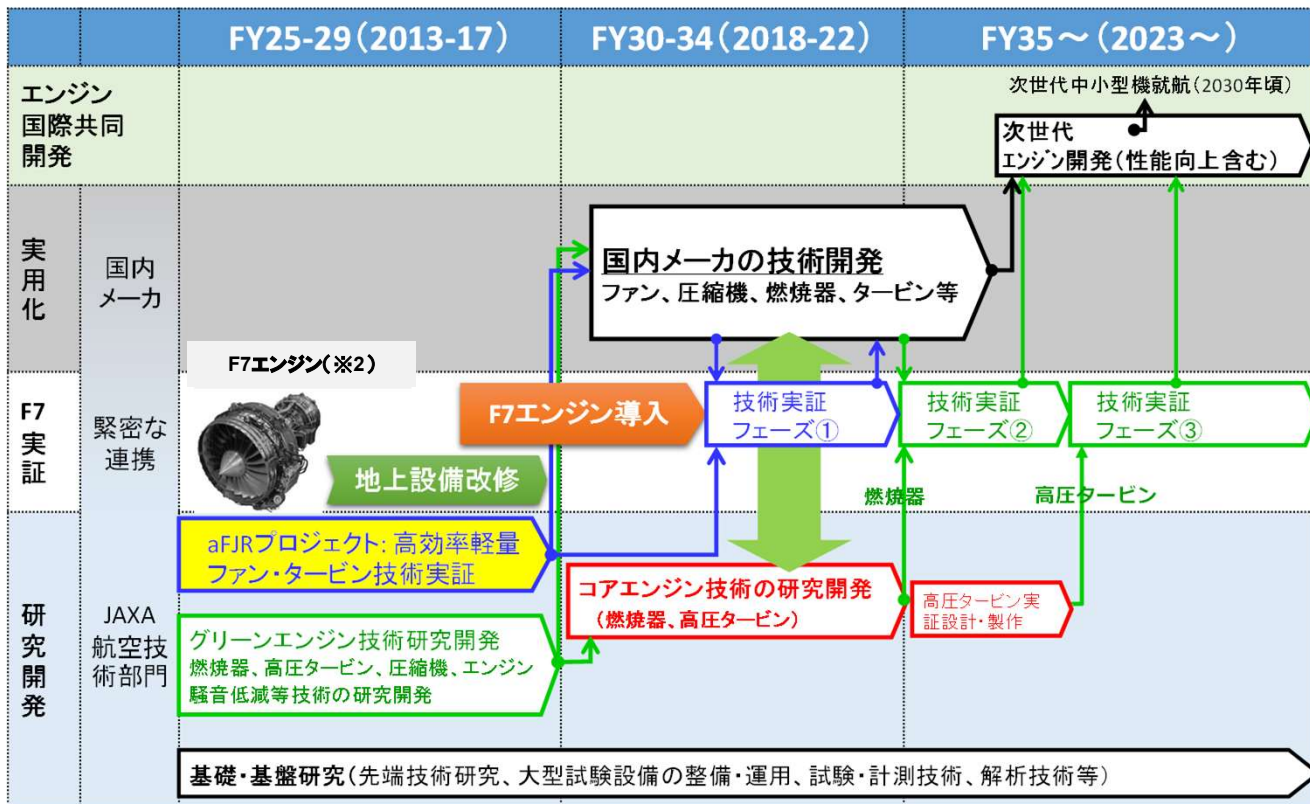 FY25-29(2013-17)
FY30-34(2018-22)
FY35～(2023～)
エンジン
国際共同
開発
次世代中小型機就航(2030年頃)
次世代
エンジン開発(性能向上含む)
実用化
国内
メーカ
国内メーカの技術開発
ファン、圧縮機、燃焼器、タービン等
F7エンジン(※2)
F7実証
緊密な
連携
F7エンジン導入
地上設備改修
技術実証
フェーズ①
技術実証
フェーズ②
技術実証
フェーズ③
燃焼器
高圧タービン
研究開発
JAXA
航空技
術部門
aFJRプロジェクト: 高効率軽量
ファン・タービン技術実証
コアエンジン技術の研究開発
(燃焼器、高圧タービン)
高圧タービン実
証設計・製作
グリーンエンジン技術研究開発
燃焼器、高圧タービン、圧縮機、エンジン
騒音低減等技術の研究開発
基礎・基盤研究(先端技術研究、大型試験設備の整備・運用、試験・計測技術、解析技術等)